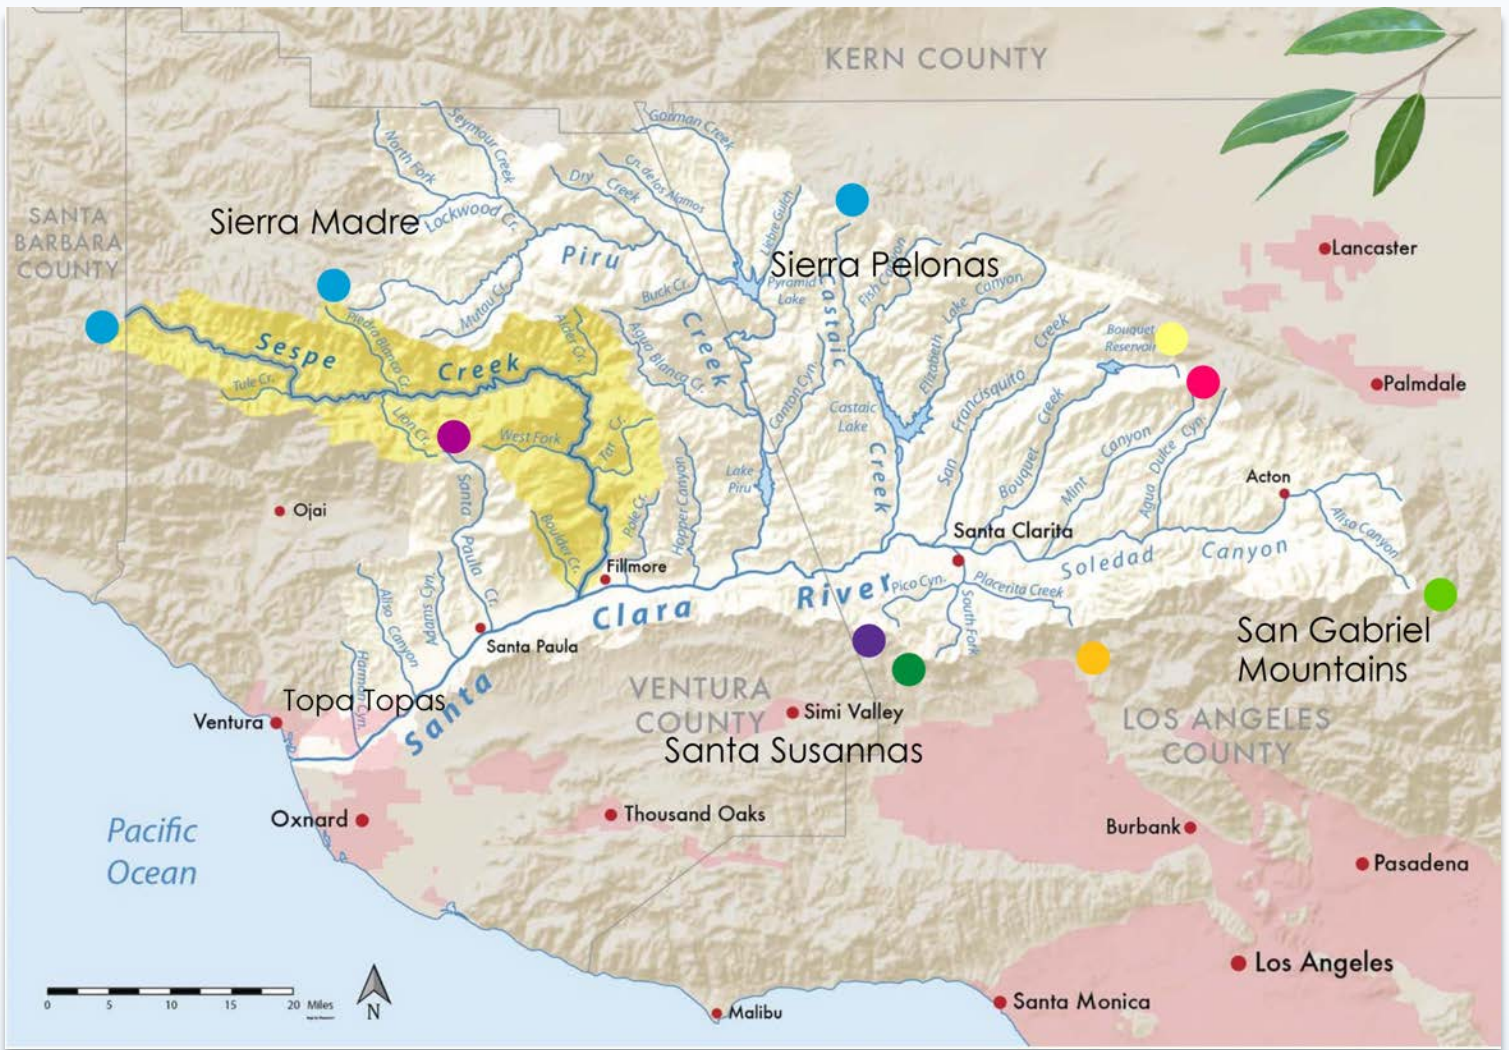 KERN COUNTY
Gorman Creek
Seymour Creek
North Fork
Cn. de los Alamos
Dry Creek
Liebre Gulch
SANTA
BARBARA
COUNTY
Sierra Madre
Lockwood Cr.
Piru
Creek
Sierra Pelonas
Lancaster
Fish Canyon
Pyramid
Lake
Castaic
Creek
Elizabeth Lake Canyon
Buck Cr.
Mutau Cr.
Piedra Blanca Cr.
Alder Cr.
Agua Blanca Cr.
Sespe
Creek
Tule Cr.
Bouquet
Reservoir
Palmdale
San Francisquito Creek
Canton Cyn.
Castaic
Lake
Lion Cr.
West Fork
Tar Cr.
Bouquet Creek
Mint Canyon
Agua Dulce Cyn.
Lake
Piru
Acton
Santa Paula Cr.
Ojai
Pole Cr.
Hopper Canyon
Boulder Cr.
Santa Clarita
Aliso Canyon
Soledad Canyon
Fillmore
Santa Clara River
Pico Cyn.
Placerita Creek
South Fork
Aliso Canyon
Adams Cyn.
Harmon Cyn.
Santa Paula
San Gabriel
Mountains
VENTURA
COUNTY
Topa Topas
Ventura
Simi Valley
LOS ANGELES
COUNTY
Santa Susannas
Oxnard
Thousand Oaks
Burbank
Pacific
Ocean
Pasadena
Los Angeles
0 5 10 15 20 Miles
N
Santa Monica
Malibu